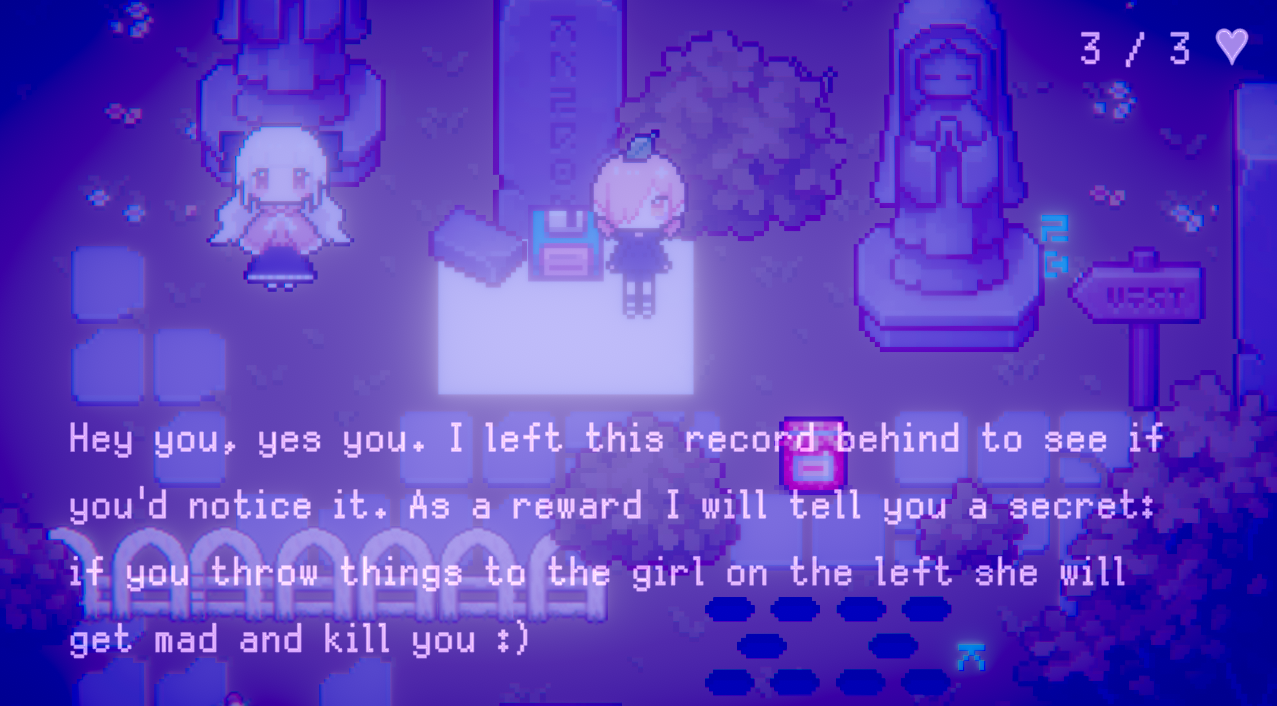 3 / 3
Hey you, yes you. I left this record behind to see if
you'd notice it. As a reward I will tell you a secret:
if you throw things to the girl on the left she will
get mad and kill you :)